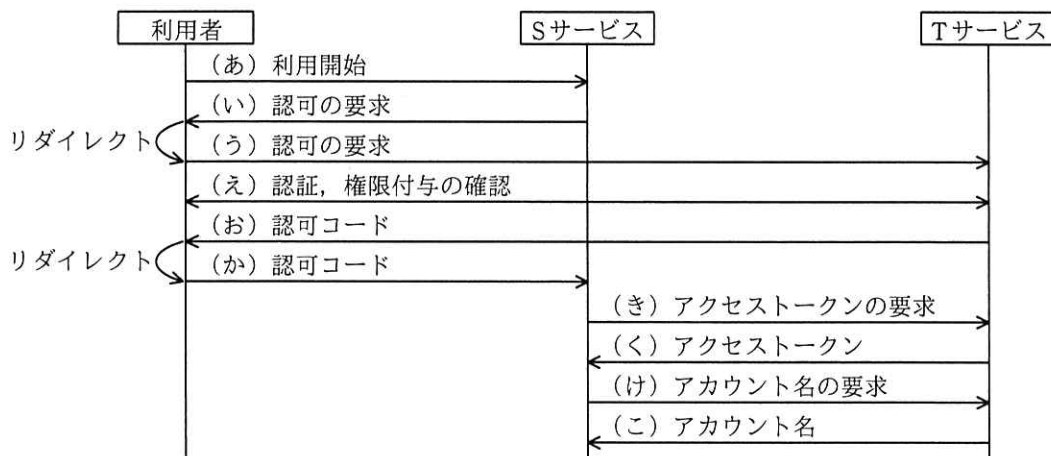 利用者
Sサービス
Tサービス
（あ）利用開始
（い）認可の要求
リダイレクト
（う）認可の要求
（え）認証，権限付与の確認
（お）認可コード
リダイレクト
（か）認可コード
（き）アクセストークンの要求
（く）アクセストークン
（け）アカウント名の要求
（こ）アカウント名